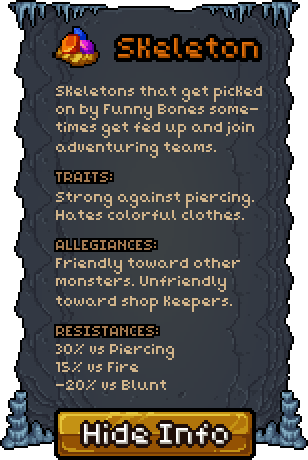 Skeleton
Skeletons that get picked
on by Funny Bones some-
times get fed up and join
adventuring teams.
TRAITS:
Strong against piercing.
Hates colorful clothes.
ALLEGIANCES:
Friendly toward other
monsters. Unfriendly
toward shop keepers.
RESISTANCES:
30% vs Piercing
15% vs Fire
-20% vs Blunt
Hide Info